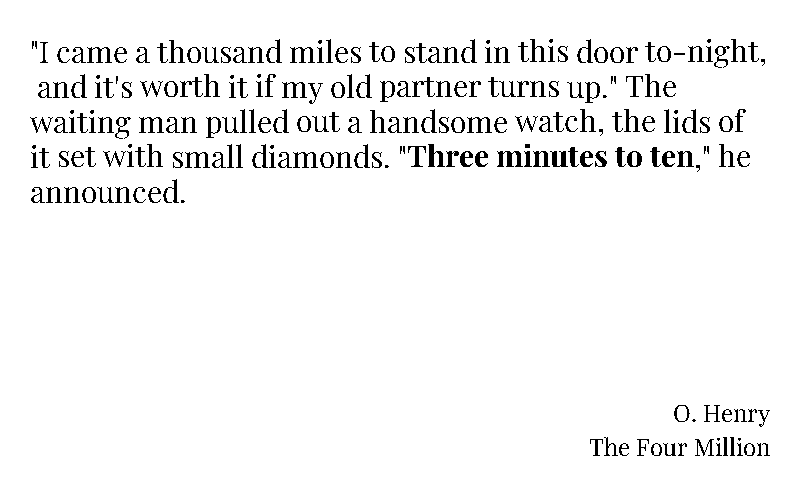 "I came a thousand miles to stand in this door to-night,
and it's worth it if my old partner turns up." The
waiting man pulled out a handsome watch, the lids of
it set with small diamonds. "Three minutes to ten," he
announced.
O. Henry
The Four Million